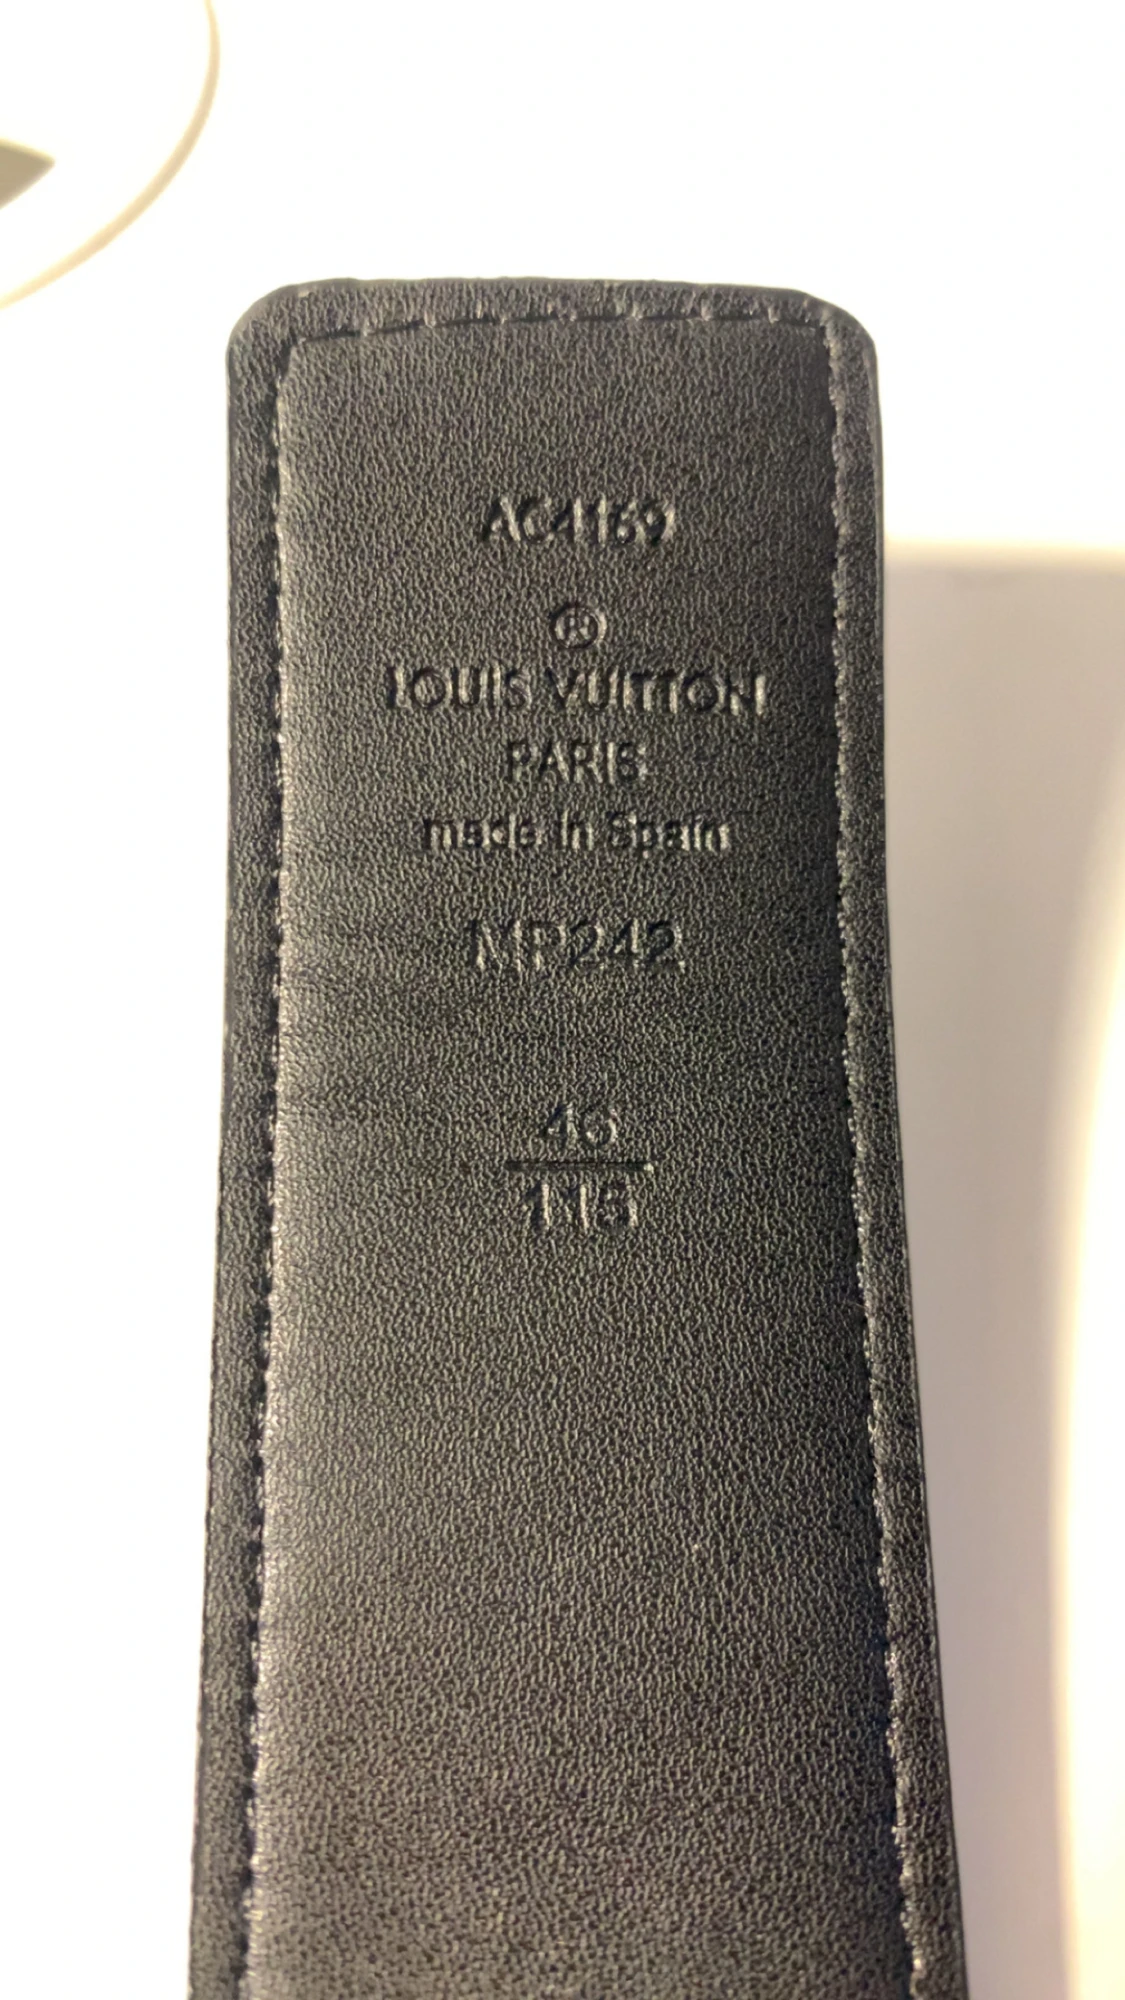 AC4169
®
LOUIS VUITTON
PARIS
made in Spain
MP242
46
115